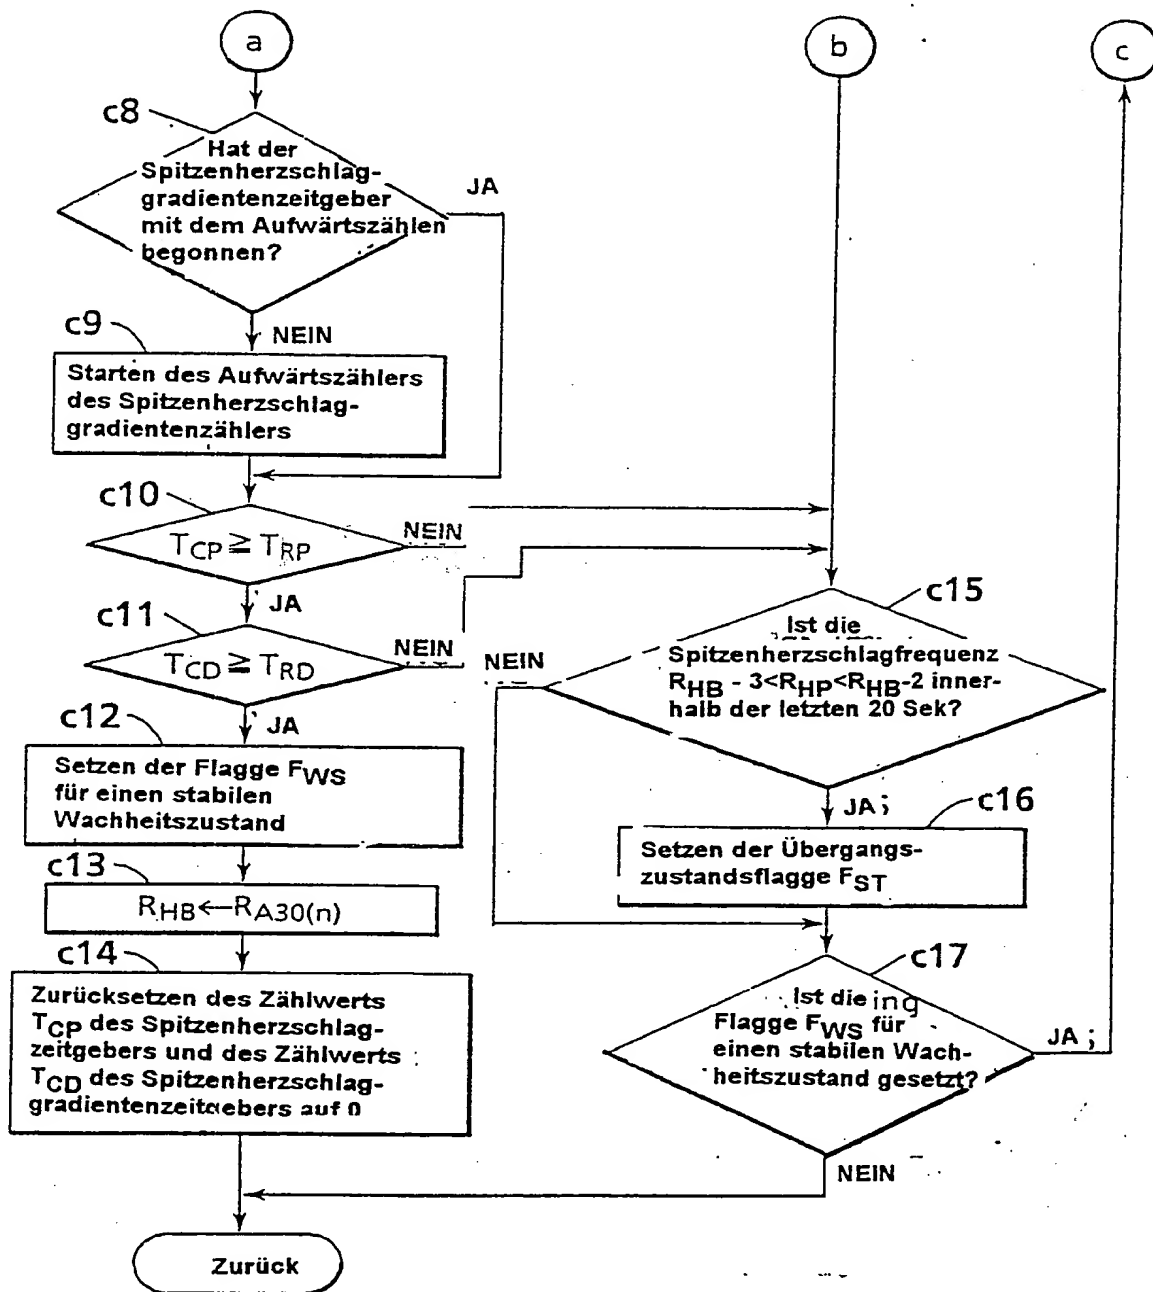 a
b
c
c8
Hat der
Spitzenherzschlag-
gradientenzeitgeber
mit dem Aufwärtszählen
begonnen?
JA
NEIN
c9
Starten des Aufwärtszählers
des Spitzenherzschlag-
gradientenzählers
c10
TCP ≧ TRP
NEIN
JA
c11
TCD ≧ TRD
NEIN
JA
c12
Setzen der Flagge FWS
für einen stabilen
Wachheitszustand
c13
RHB←RA30(n)
c14
Zurücksetzen des Zählwerts
TCP des Spitzenherzschlag-
zeitgebers und des Zählwerts
TCD des Spitzenherzschlag-
gradientenzeitgebers auf 0
Zurück
c15
Ist die
Spitzenherzschlagfrequenz
RHB - 3<RHP<RHB-2 inner-
halb der letzten 20 Sek?
NEIN
JA;
c16
Setzen der Übergangs-
zustandsflagge FST
c17
Ist die ing
Flagge FWS für
einen stabilen Wach-
heitszustand gesetzt?
JA ;
NEIN